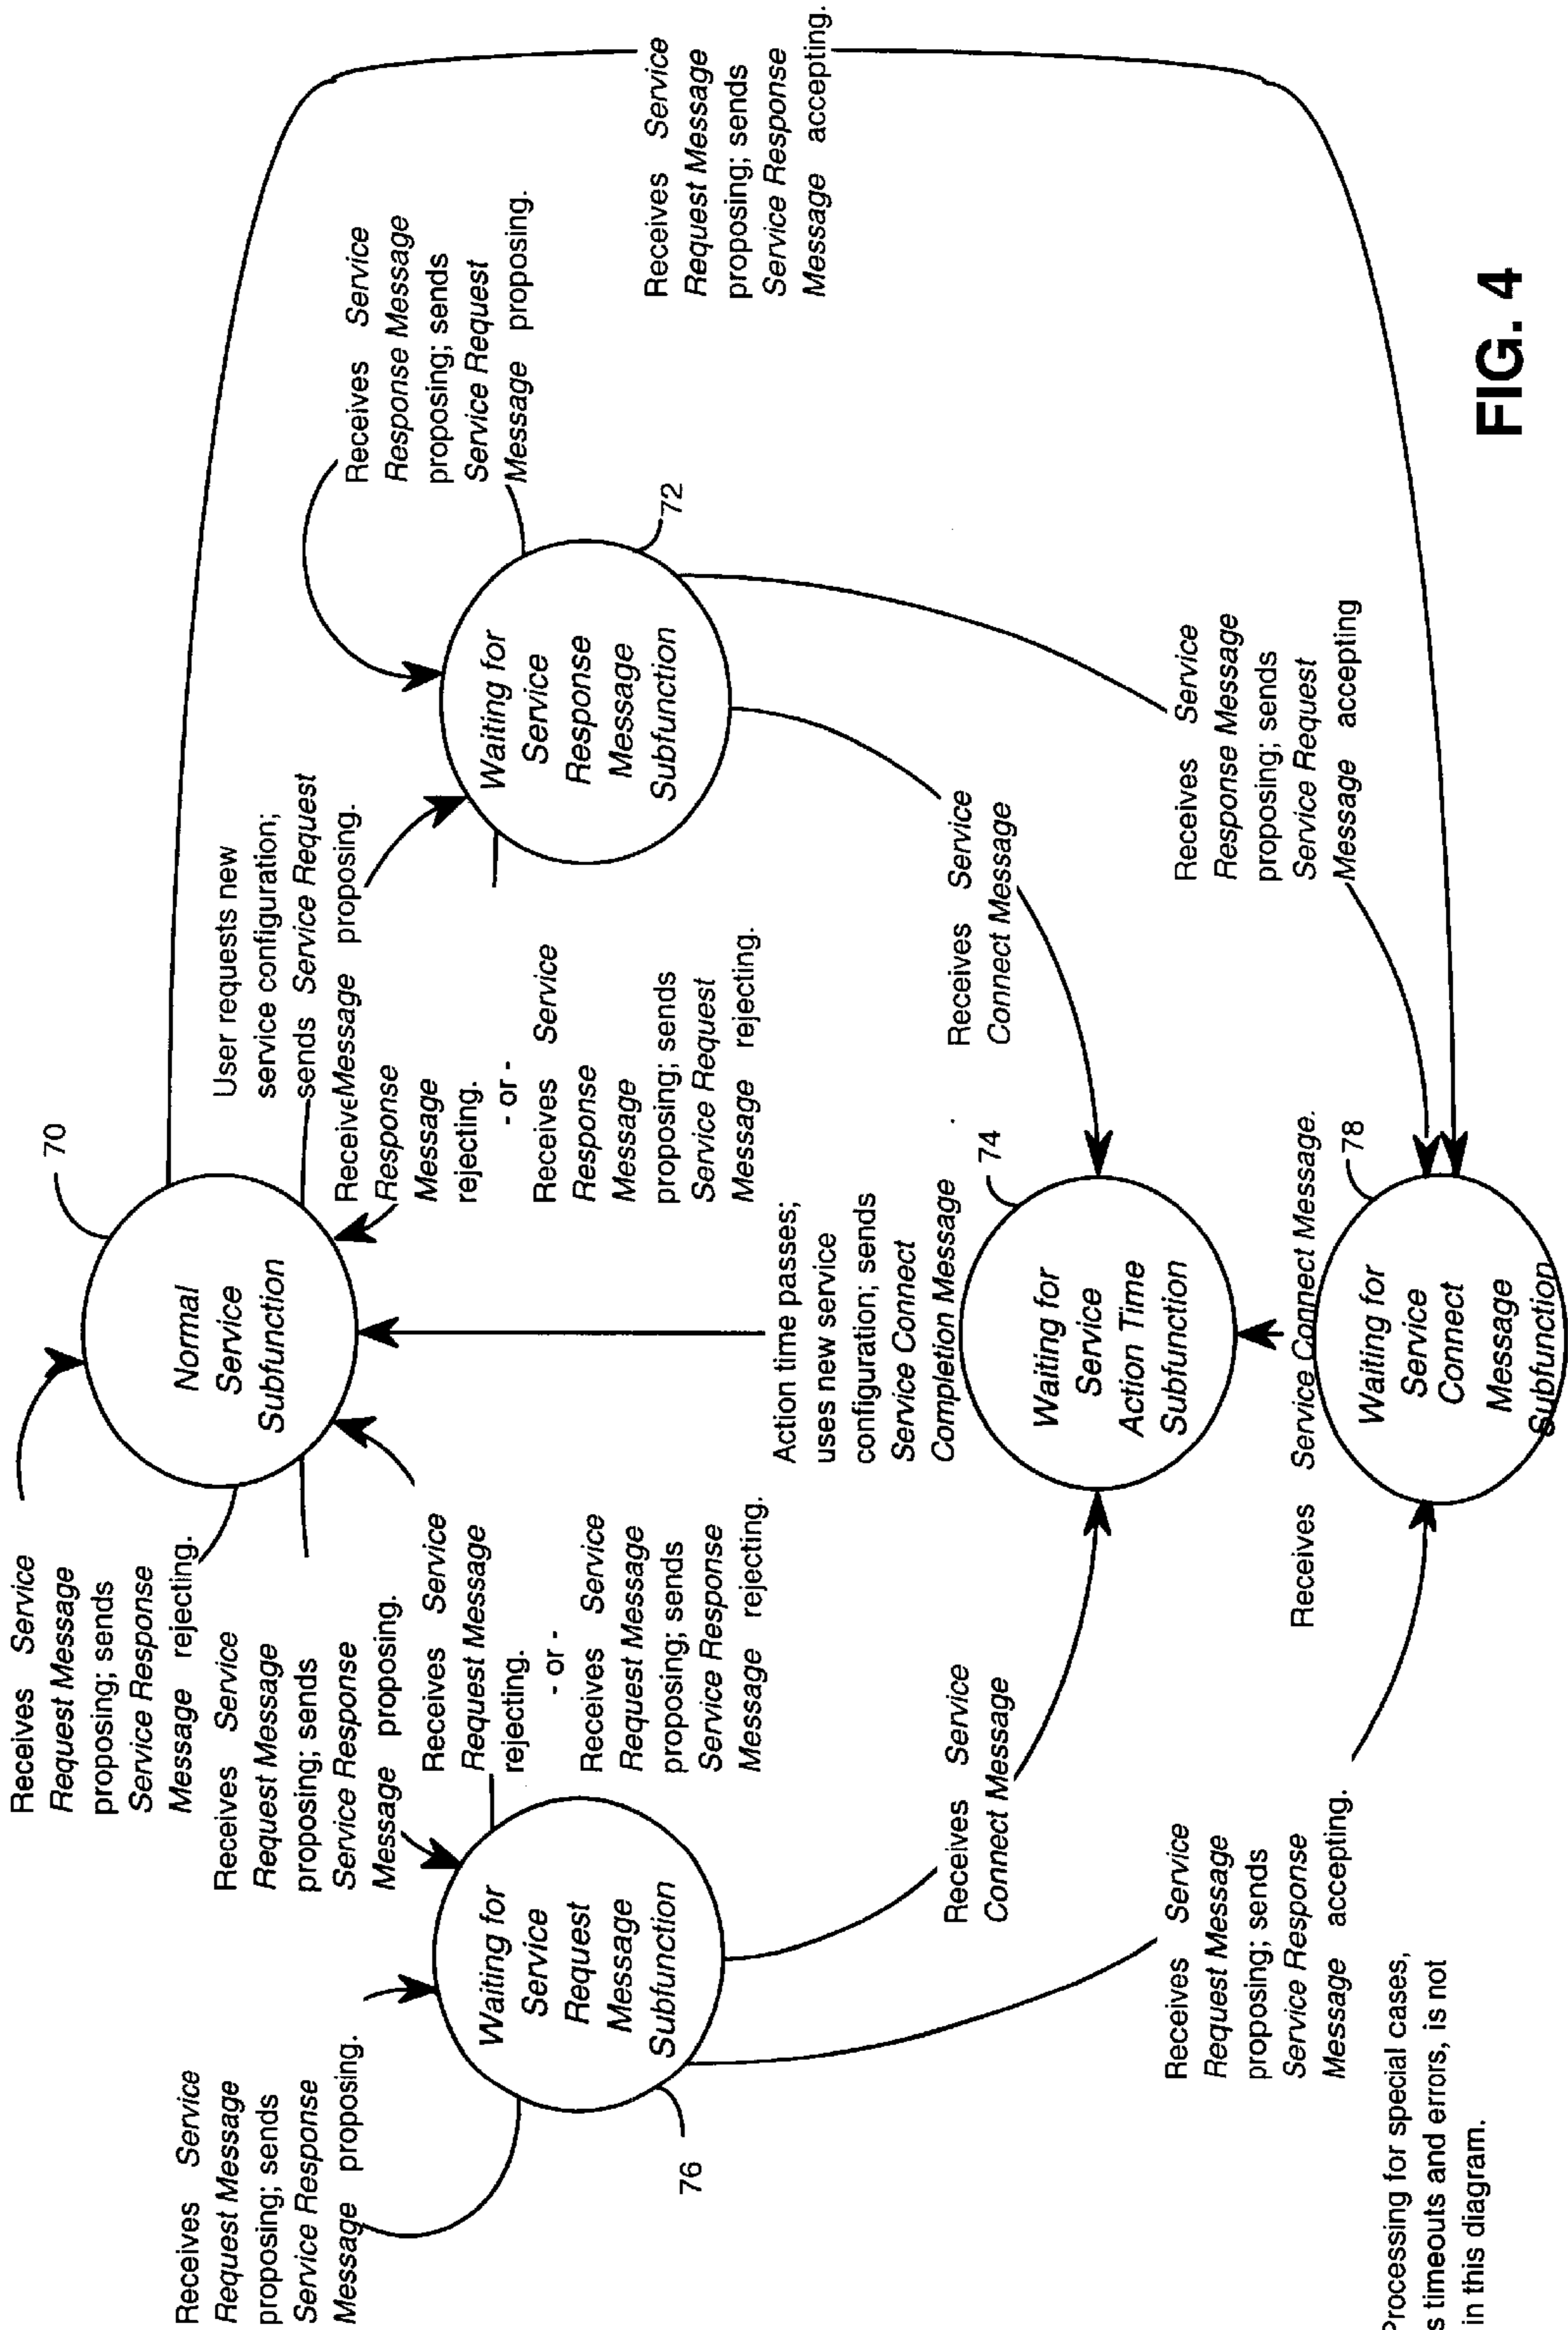 Receives Service
Request Message
proposing; sends
Service Response
Message rejecting.
70
Normal
Service
Subfunction
User requests new
service configuration;
sends Service Request
Message proposing.
Receives Service
Response Message
proposing; sends
Service Request
Message proposing.
Receives Service
Request Message
proposing; sends
Service Response
Message proposing.
Receives Service
Request Message
proposing; sends
Service Response
Message proposing.
Receives Service
Request Message
rejecting.
- or -
Receives Service
Request Message
proposing; sends
Service Response
Message rejecting.
Receive
Response
Message
rejecting.
- or -
Receives Service
Response
Message
proposing; sends
Service Request
Message rejecting.
Waiting for
Service
Request
Message
Subfunction
76
Waiting for
Service
Response
Message
Subfunction
72
Receives Service
Request Message
proposing; sends
Service Response
Message accepting.
Action time passes;
uses new service
configuration; sends
Service Connect
Completion Message
Receives Service
Connect Message
Receives Service
Connect Message
74
Waiting for
Service
Action Time
Subfunction
Receives Service
Request Message
proposing; sends
Service Response
Message accepting.
Receives Service
Response Message
proposing; sends
Service Request
Message accepting
Receives Service Connect Message.
78
Waiting for
Service
Connect
Message
Subfunction
Processing for special cases,
s timeouts and errors, is not
in this diagram.
FIG. 4